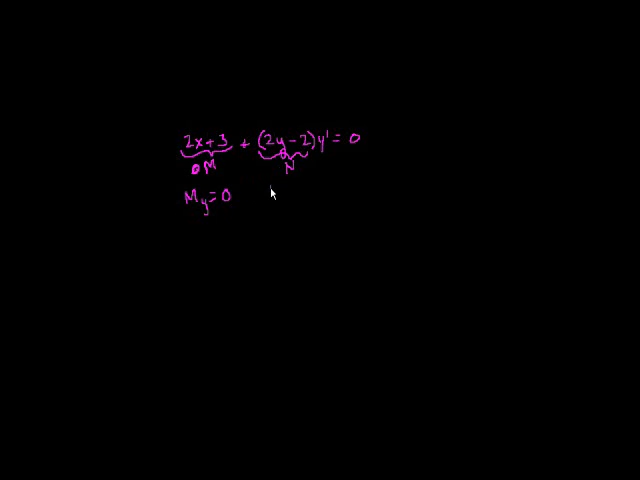 2x+3 + (2y-2)y' = 0
M N
My=0